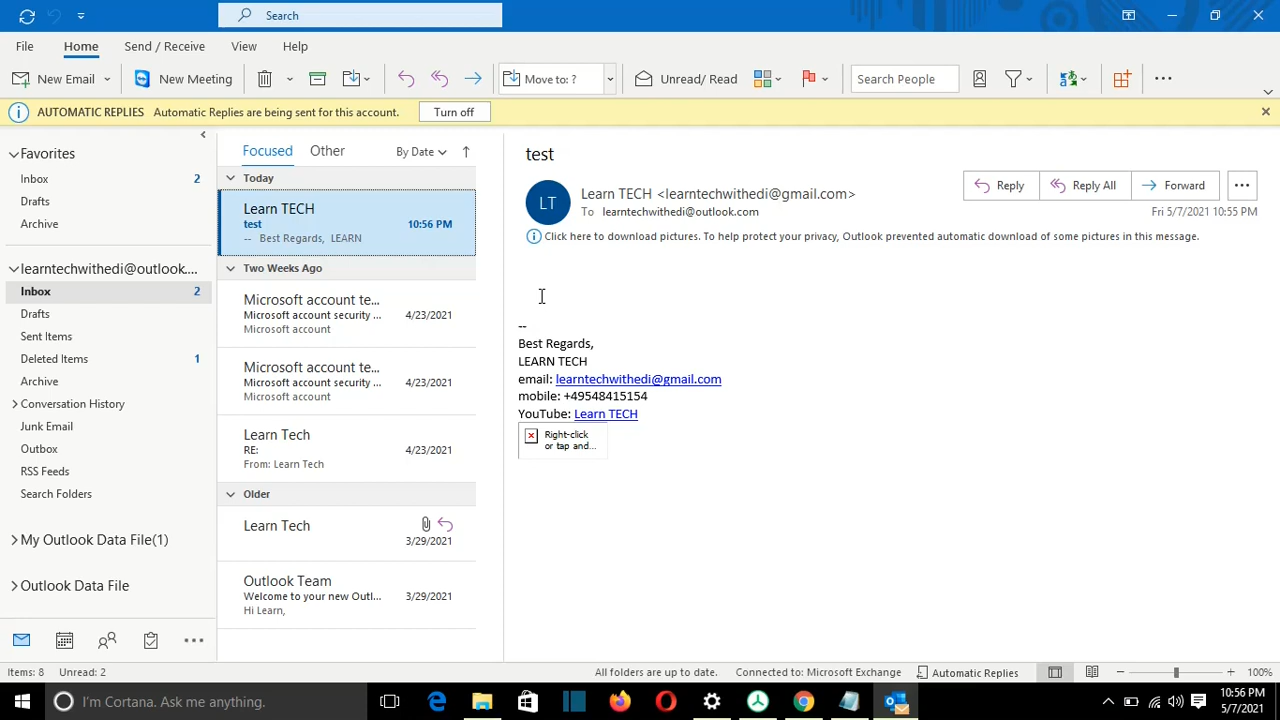 Search
File Home Send / Receive View Help
New Email New Meeting Move to: ? Unread/ Read Search People
AUTOMATIC REPLIES Automatic Replies are being sent for this account. Turn off
Favorites
Inbox 2
Drafts
Archive
learntechwithedi@outlook....
Inbox 2
Drafts
Sent Items
Deleted Items 1
Archive
Conversation History
Junk Email
Outbox
RSS Feeds
Search Folders
My Outlook Data File(1)
Outlook Data File
Focused Other By Date
Today
Learn TECH
test 10:56 PM
-- Best Regards, LEARN
Two Weeks Ago
Microsoft account te...
Microsoft account security ... 4/23/2021
Microsoft account
Microsoft account te...
Microsoft account security ... 4/23/2021
Microsoft account
Learn Tech
RE: 4/23/2021
From: Learn Tech
Older
Learn Tech
3/29/2021
Outlook Team
Welcome to your new Outl... 3/29/2021
Hi Learn,
test
LT
Learn TECH <learntechwithedi@gmail.com>
To learntechwithedi@outlook.com
Reply Reply All Forward
Fri 5/7/2021 10:55 PM
Click here to download pictures. To help protect your privacy, Outlook prevented automatic download of some pictures in this message.
--
Best Regards,
LEARN TECH
email: learntechwithedi@gmail.com
mobile: +49548415154
YouTube: Learn TECH
Right-click
or tap and...
Items: 8 Unread: 2 All folders are up to date. Connected to: Microsoft Exchange Automatic Replies 100%
I'm Cortana. Ask me anything.
10:56 PM
5/7/2021